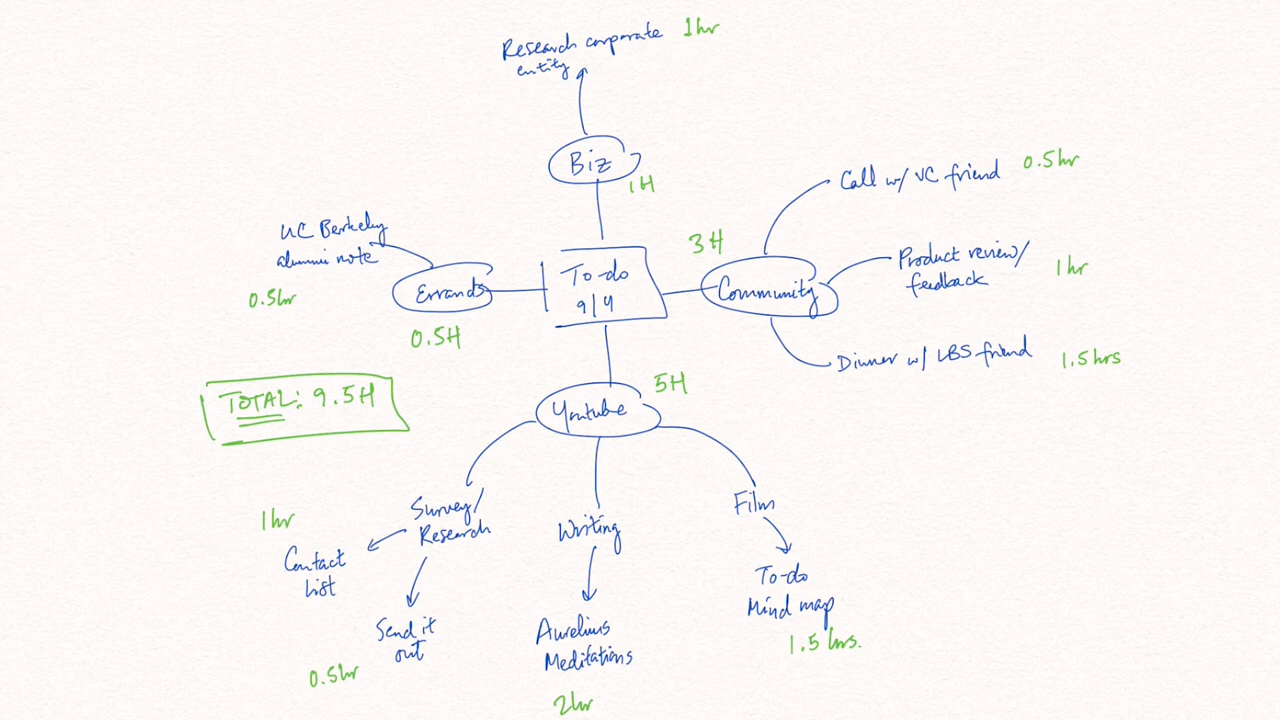 Research corporate 1hr
entity
Biz
1H
Call w/ VC friend 0.5hr
UC Berkeley
alumni note
0.5hr
Errands
0.5H
To-do
9/4
3H
Community
Product review/
feedback
1hr
Dinner w/ LBS friend 1.5hrs
TOTAL: 9.5H
Youtube
5H
Survey/
Research
1hr
Contact
List
Send it
out
0.5hr
Writing
Aurelius
Meditations
2hr
Film
To-do
Mind map
1.5 hrs.